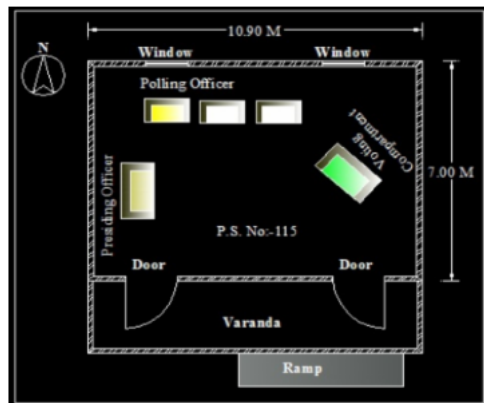 10.90 M
N
Window
Window
Polling Officer
Voting
Compartment
7.00 M
Presiding Officer
P.S. No:-115
Door
Door
Varanda
Ramp